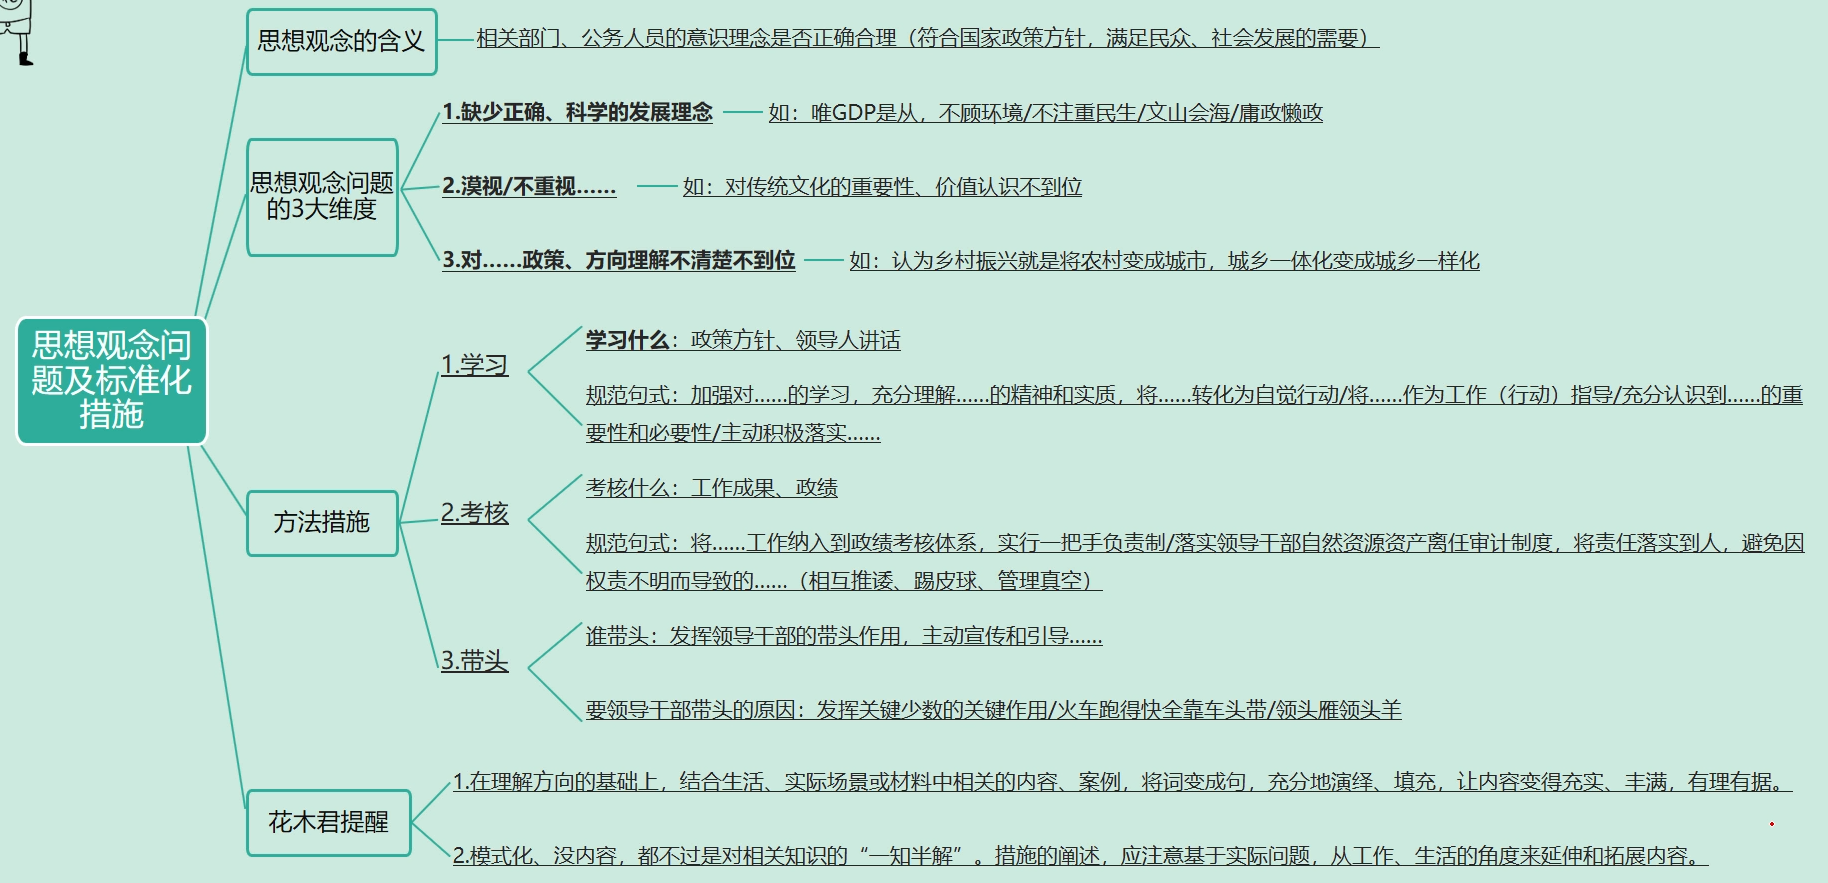 思想观念的含义
相关部门、公务人员的意识理念是否正确合理（符合国家政策方针，满足民众、社会发展的需要）
1.缺少正确、科学的发展理念
如：唯GDP是从，不顾环境/不注重民生/文山会海/庸政懒政
思想观念问题
的3大维度
2.漠视/不重视......
如：对传统文化的重要性、价值认识不到位
3.对......政策、方向理解不清楚不到位
如：认为乡村振兴就是将农村变成城市，城乡一体化变成城乡一样化
思想观念问
题及标准化
措施
方法措施
1.学习
学习什么：政策方针、领导人讲话
规范句式：加强对......的学习，充分理解......的精神和实质，将......转化为自觉行动/将......作为工作（行动）指导/充分认识到......的重
要性和必要性/主动积极落实......
2.考核
考核什么：工作成果、政绩
规范句式：将......工作纳入到政绩考核体系，实行一把手负责制/落实领导干部自然资源资产离任审计制度，将责任落实到人，避免因
权责不明而导致的......（相互推诿、踢皮球、管理真空）
3.带头
谁带头：发挥领导干部的带头作用，主动宣传和引导......
要领导干部带头的原因：发挥关键少数的关键作用/火车跑得快全靠车头带/领头雁领头羊
花木君提醒
1.在理解方向的基础上，结合生活、实际场景或材料中相关的内容、案例，将词变成句，充分地演绎、填充，让内容变得充实、丰满，有理有据。
2.模式化、没内容，都不过是对相关知识的“一知半解”。措施的阐述，应注意基于实际问题，从工作、生活的角度来延伸和拓展内容。